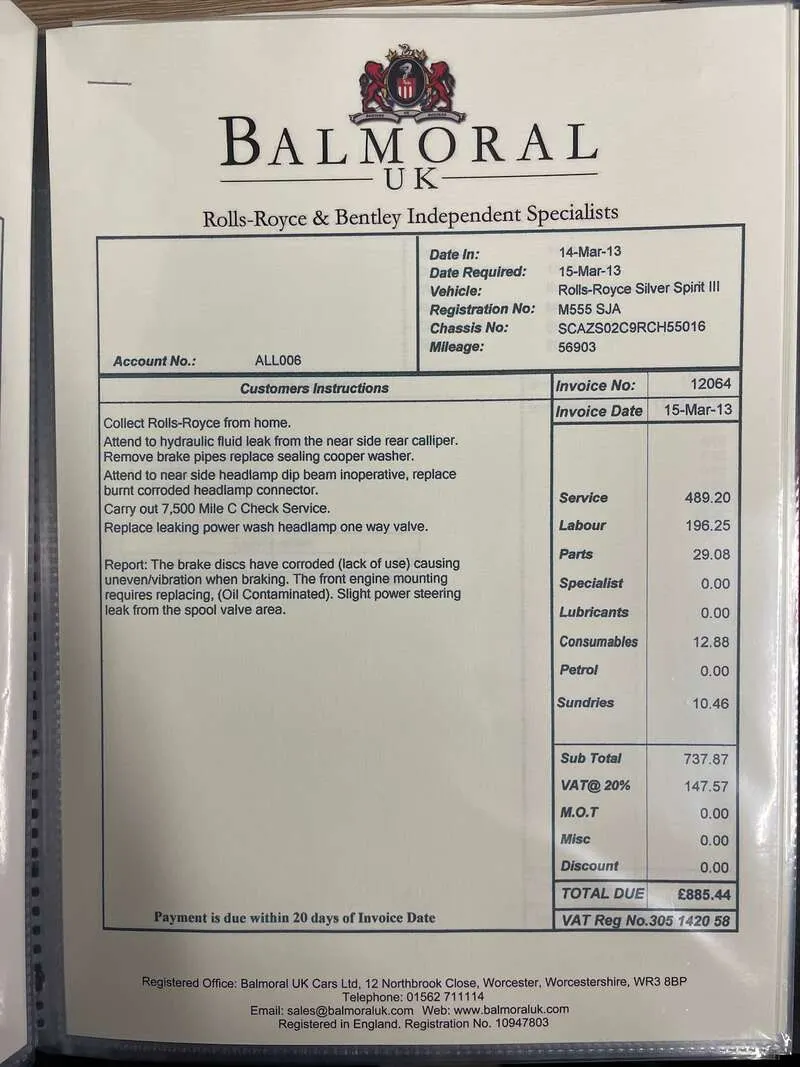 BALMORAL
UK
Rolls-Royce & Bentley Independent Specialists
Date In: 14-Mar-13
Date Required: 15-Mar-13
Vehicle: Rolls-Royce Silver Spirit III
Registration No: M555 SJA
Chassis No: SCAZS02C9RCH55016
Mileage: 56903
Account No.: ALL006
Customers Instructions
Invoice No: 12064
Invoice Date 15-Mar-13
Collect Rolls-Royce from home.
Attend to hydraulic fluid leak from the near side rear calliper.
Remove brake pipes replace sealing cooper washer.
Attend to near side headlamp dip beam inoperative, replace
burnt corroded headlamp connector.
Carry out 7,500 Mile C Check Service.
Replace leaking power wash headlamp one way valve.
Report: The brake discs have corroded (lack of use) causing
uneven/vibration when braking. The front engine mounting
requires replacing, (Oil Contaminated). Slight power steering
leak from the spool valve area.
Service 489.20
Labour 196.25
Parts 29.08
Specialist 0.00
Lubricants 0.00
Consumables 12.88
Petrol 0.00
Sundries 10.46
Sub Total 737.87
VAT@ 20% 147.57
M.O.T 0.00
Misc 0.00
Discount 0.00
TOTAL DUE £885.44
Payment is due within 20 days of Invoice Date
VAT Reg No.305 1420 58
Registered Office: Balmoral UK Cars Ltd, 12 Northbrook Close, Worcester, Worcestershire, WR3 8BP
Telephone: 01562 711114
Email: sales@balmoraluk.com Web: www.balmoraluk.com
Registered in England. Registration No. 10947803